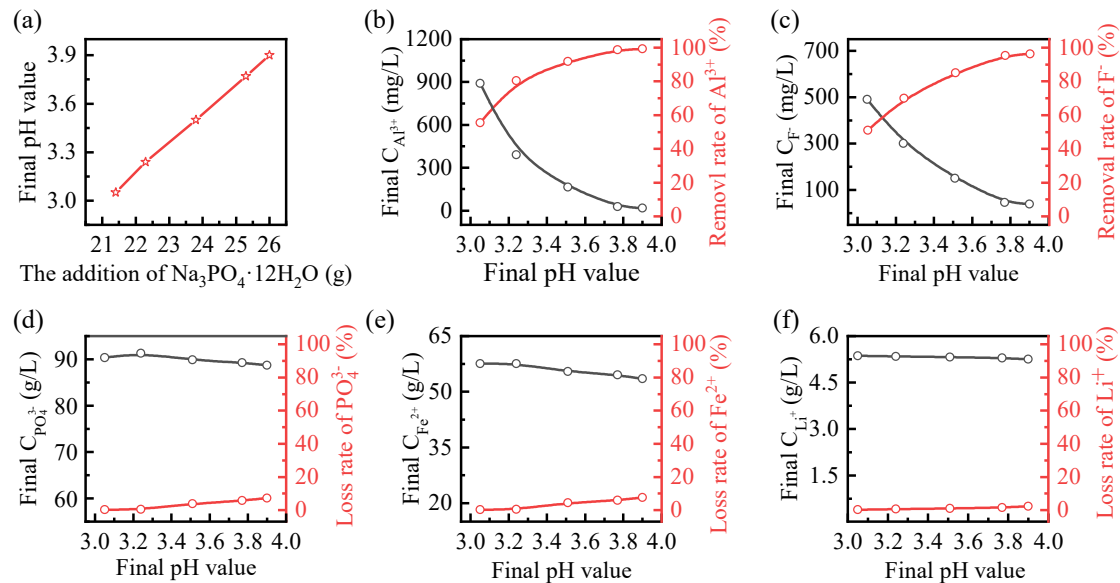 (a)
3.9
3.6
3.3
3.0
Final pH value
21 22 23 24 25 26
The addition of Na₃PO₄·12H₂O (g)
(b)
1200
900
600
300
0
Final C_Al³⁺ (mg/L)
100
80
60
40
20
0
Removl rate of Al³⁺ (%)
3.0 3.2 3.4 3.6 3.8 4.0
Final pH value
(c)
700
500
300
100
Final C_F⁻ (mg/L)
100
80
60
40
20
0
Removal rate of F⁻ (%)
3.0 3.2 3.4 3.6 3.8 4.0
Final pH value
(d)
90
80
70
60
Final C_PO₄³⁻ (g/L)
100
80
60
40
20
0
Loss rate of PO₄³⁻ (%)
3.0 3.2 3.4 3.6 3.8 4.0
Final pH value
(e)
65
56
47
38
29
20
Final C_Fe²⁺ (g/L)
100
80
60
40
20
0
Loss rate of Fe²⁺ (%)
3.0 3.2 3.4 3.6 3.8 4.0
Final pH value
(f)
6.0
4.5
3.0
1.5
Final C_Li⁺ (g/L)
100
80
60
40
20
0
Loss rate of Li⁺ (%)
3.0 3.2 3.4 3.6 3.8 4.0
Final pH value